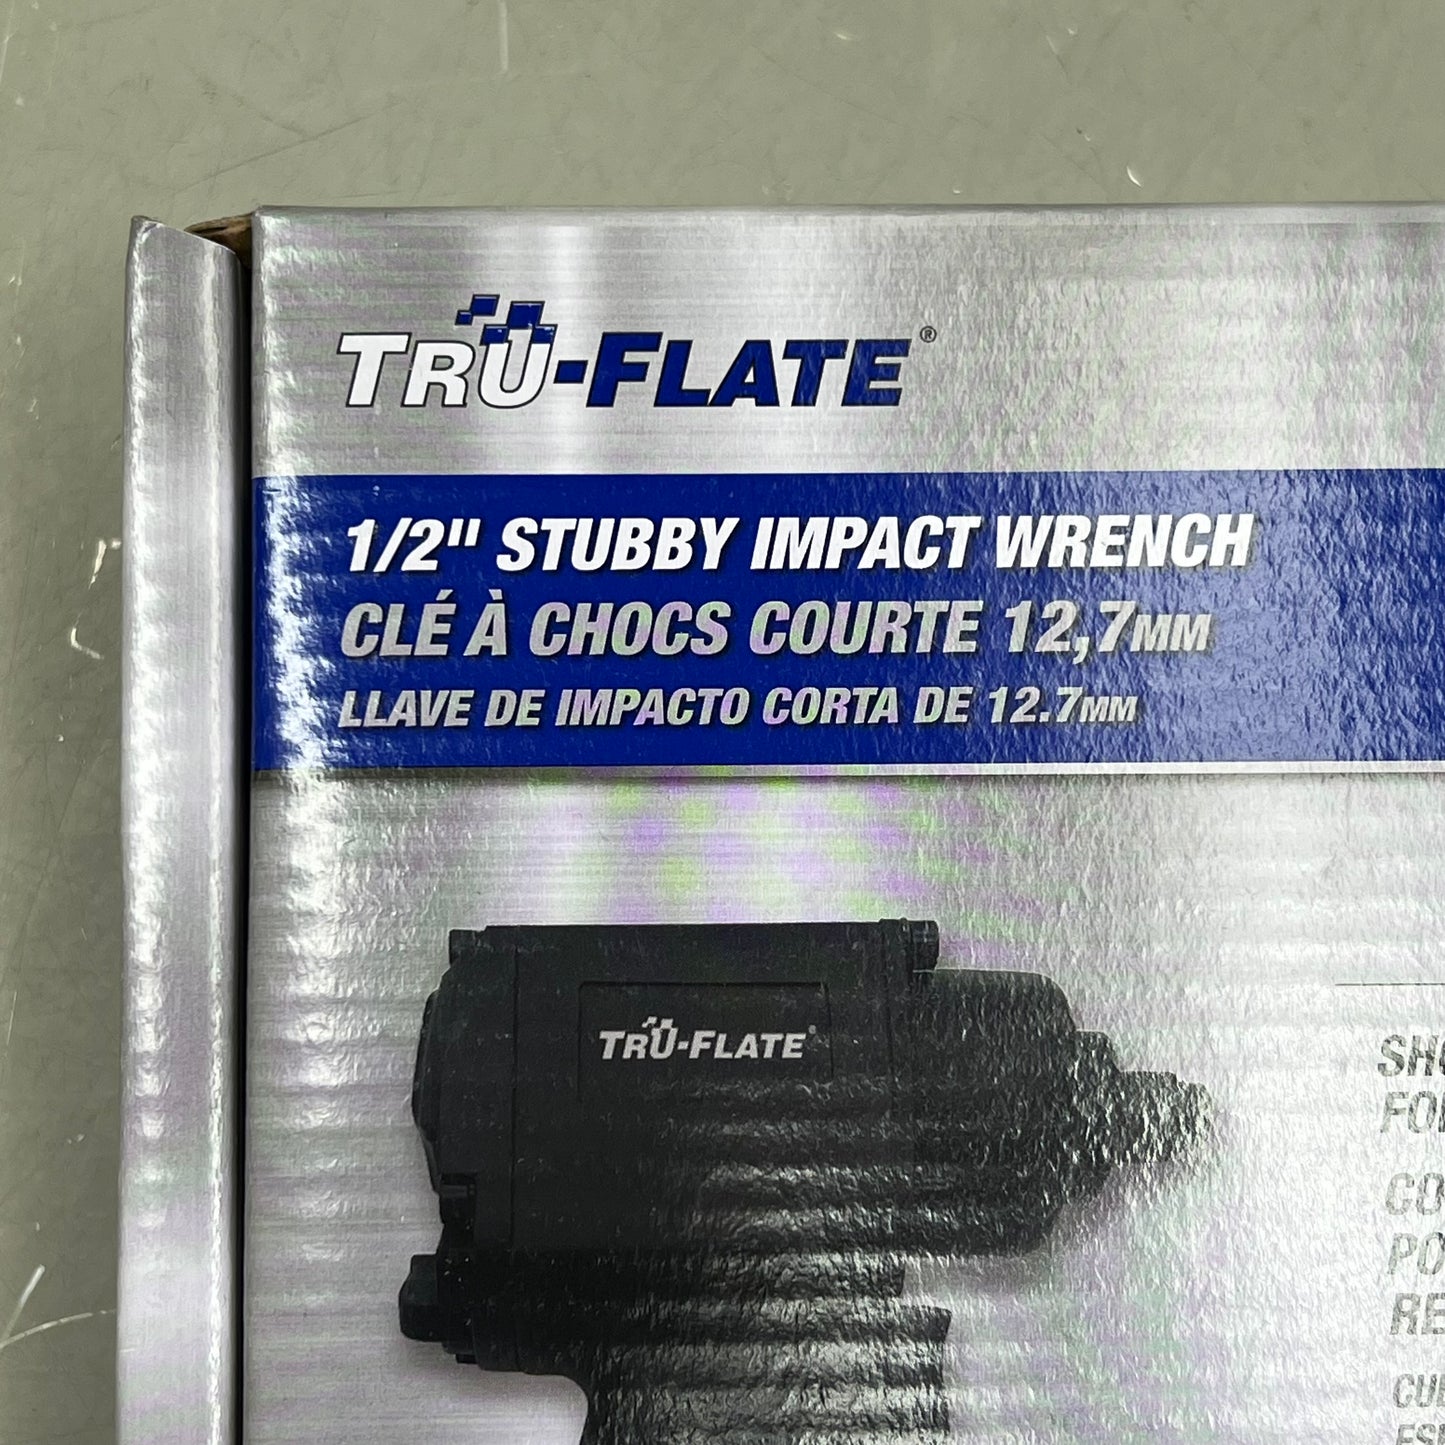 TRU-FLATE®
1/2" STUBBY IMPACT WRENCH
CLÉ À CHOCS COURTE 12,7MM
LLAVE DE IMPACTO CORTA DE 12.7MM
TRU-FLATE®